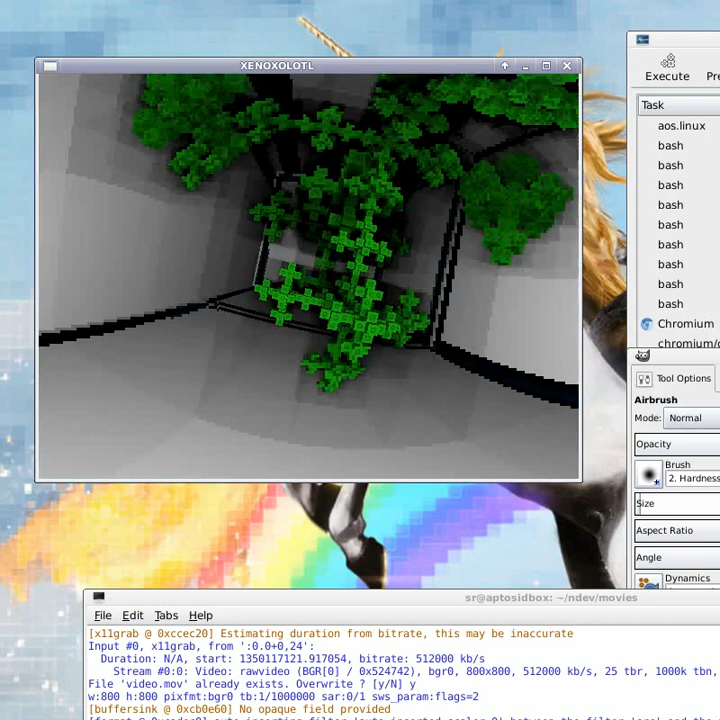 XENOXOLOTL
Execute
Task
aos.linux
bash
bash
bash
bash
bash
bash
bash
bash
bash
Chromium
Tool Options
Airbrush
Mode: Normal
Opacity
Brush
2. Hardness
Size
Aspect Ratio
Angle
Dynamics
sr@aptosidbox: ~/ndev/movies
File Edit Tabs Help
[x11grab @ 0xccec20] Estimating duration from bitrate, this may be inaccurate
Input #0, x11grab, from ':0.0+0,24':
Duration: N/A, start: 1350117121.917054, bitrate: 512000 kb/s
Stream #0:0: Video: rawvideo (BGR[0] / 0x524742), bgr0, 800x800, 512000 kb/s, 25 tbr, 1000k tbn,
File 'video.mov' already exists. Overwrite ? [y/N] y
w:800 h:800 pixfmt:bgr0 tb:1/1000000 sar:0/1 sws_param:flags=2
[buffersink @ 0xcb0e60] No opaque field provided